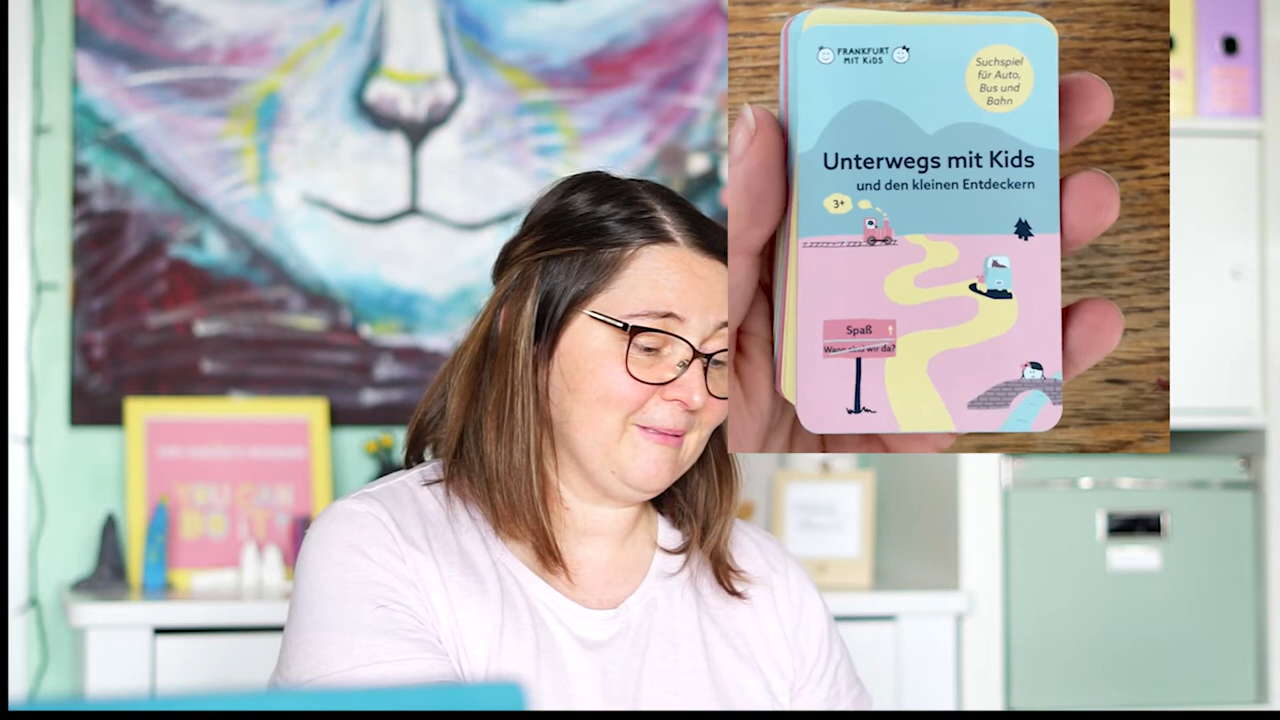 FRANKFURT
MIT KIDS
Suchspiel
für Auto,
Bus und
Bahn
Unterwegs mit Kids
und den kleinen Entdeckern
3+
Spaß
Wann sind wir da?
YOU CAN
DO IT